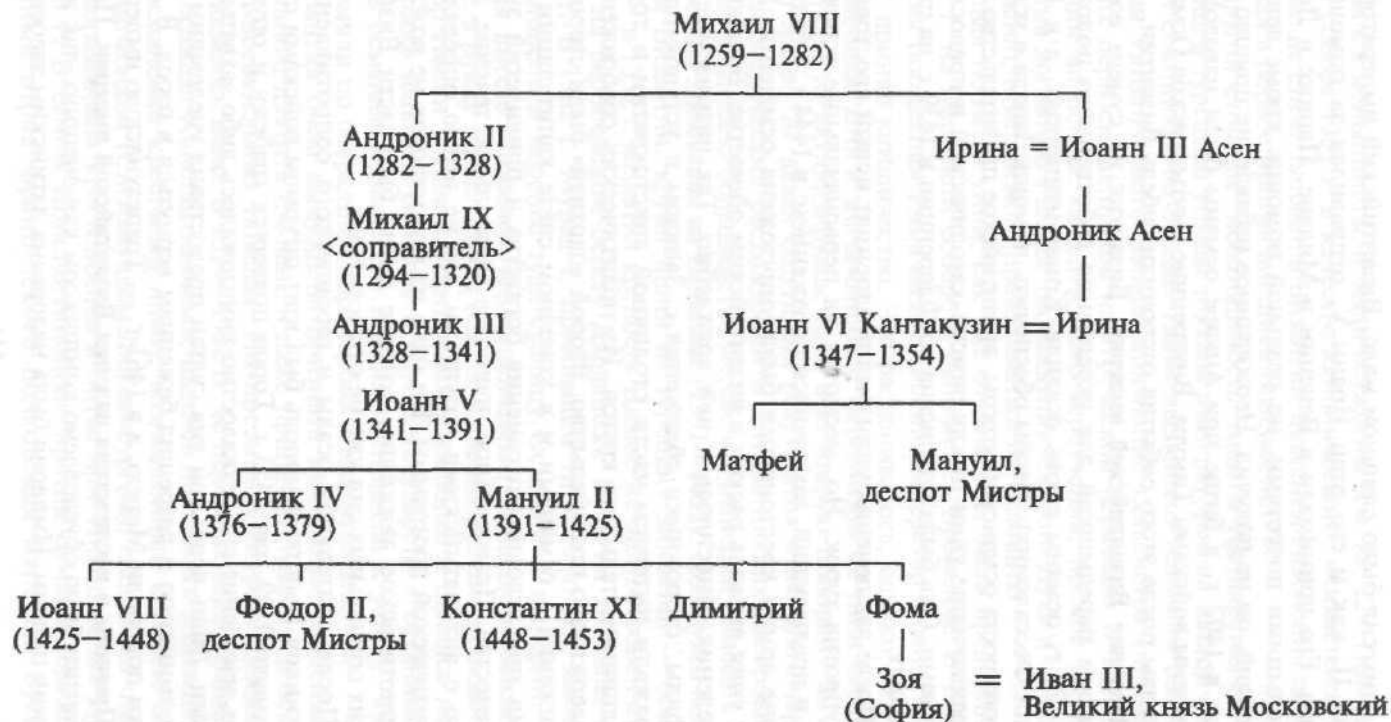 Михаил VIII
(1259—1282)
Андроник II
(1282—1328)
Ирина = Иоанн III Асен
Михаил IX
<соправитель>
(1294—1320)
Андроник Асен
Андроник III
(1328—1341)
Иоанн VI Кантакузин = Ирина
(1347—1354)
Иоанн V
(1341—1391)
Матфей
Мануил,
деспот Мистры
Андроник IV
(1376—1379)
Мануил II
(1391—1425)
Иоанн VIII
(1425—1448)
Феодор II,
деспот Мистры
Константин XI
(1448—1453)
Димитрий
Фома
Зоя
(София)
= Иван III,
Великий князь Московский